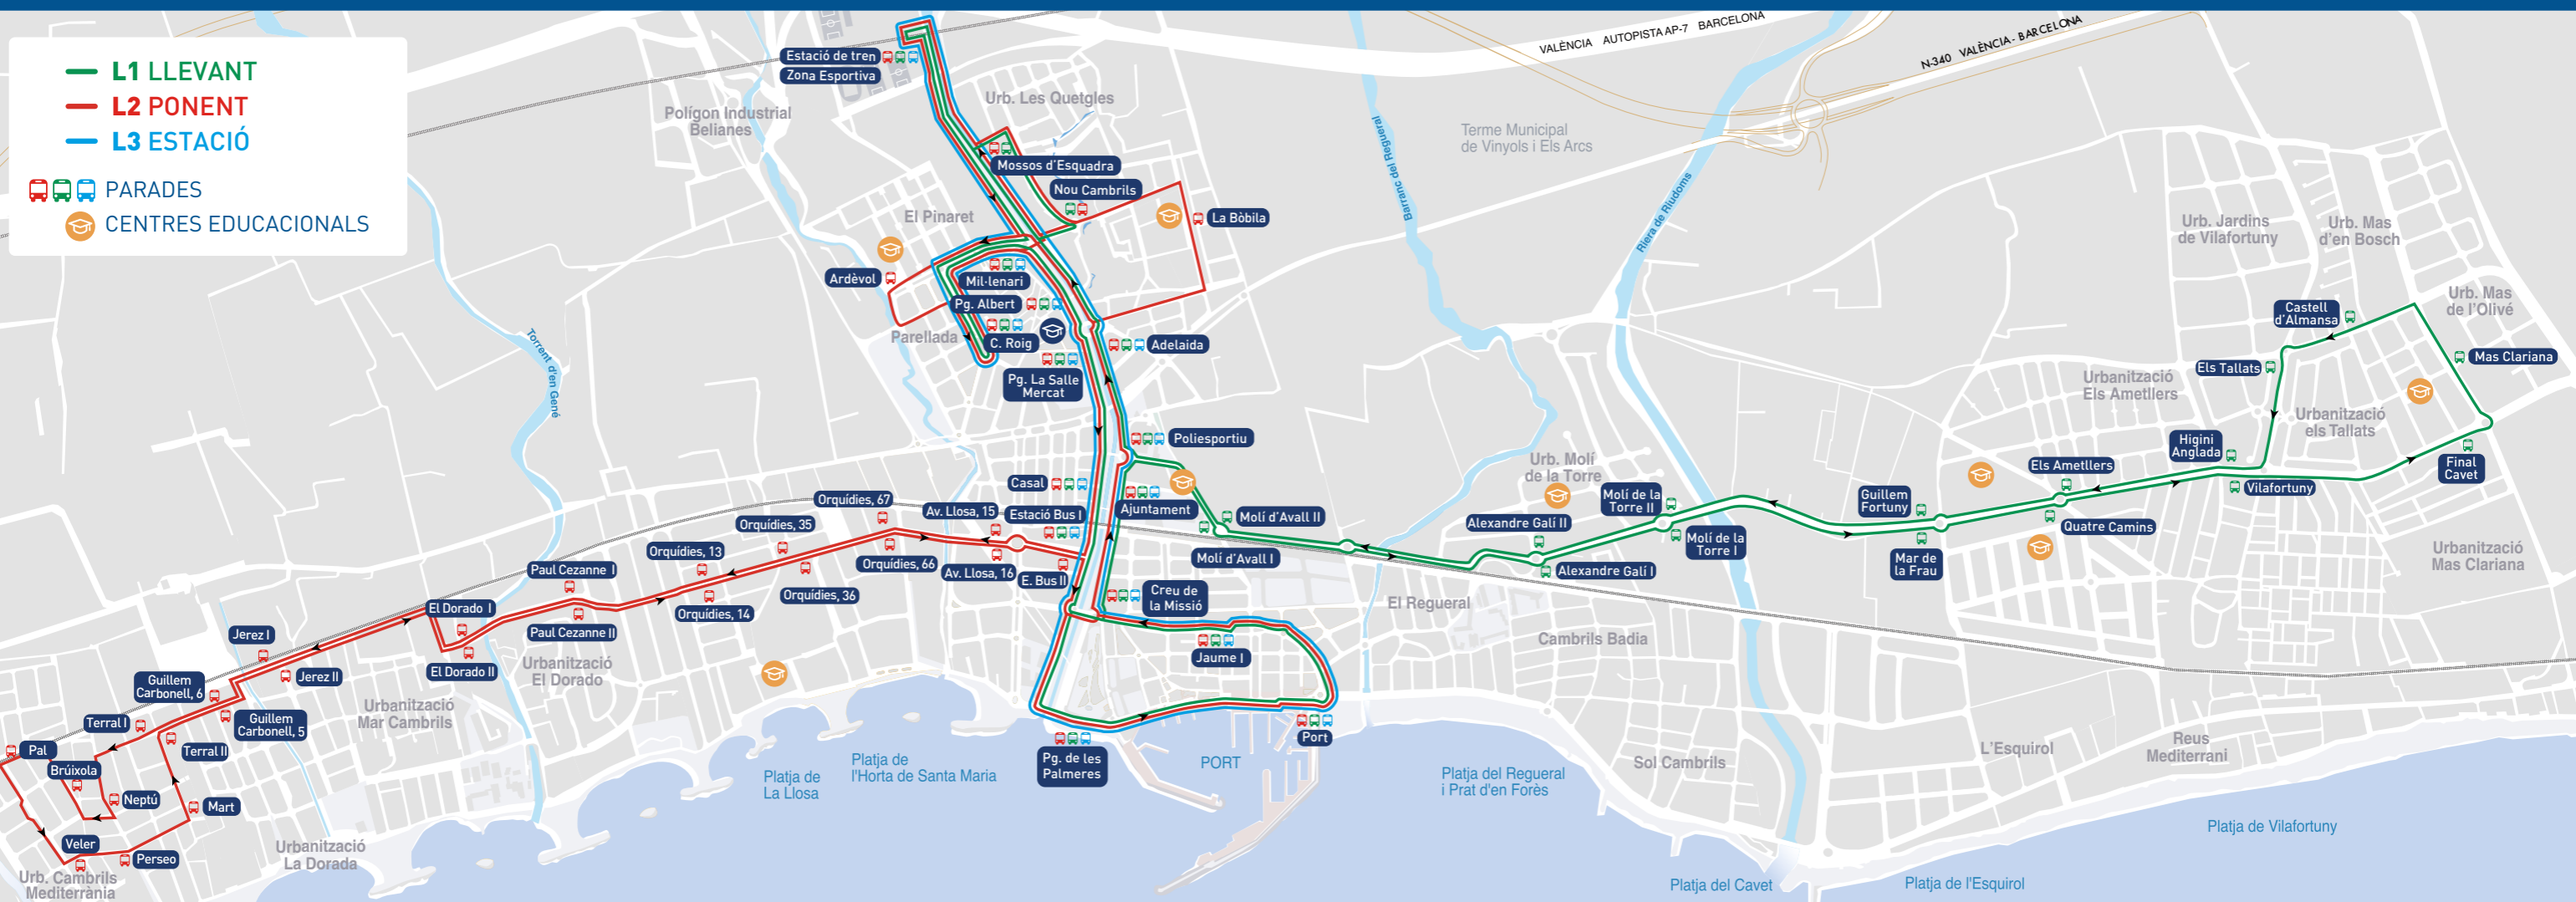 L1 LLEVANT
L2 PONENT
L3 ESTACIÓ
PARADES
CENTRES EDUCACIONALS
Estació de tren
Zona Esportiva
Polígon Industrial
Belianes
Urb. Les Quetgles
Mossos d'Esquadra
Nou Cambrils
La Bòbila
El Pinaret
Ardèvol
Mil·lenari
Pg. Albert
C. Roig
Parellada
Adelaida
Pg. La Salle
Mercat
Poliesportiu
Casal
Ajuntament
Estació Bus I
E. Bus II
Creu de
la Missió
Jaume I
Port
Pg. de les
Palmeres
PORT
VALÈNCIA AUTOPISTA AP-7 BARCELONA
N-340 VALÈNCIA - BARCELONA
Terme Municipal
de Vinyols i Els Arcs
Barranc del Regueral
Riera de Riudoms
Torrent d'en Gené
Urb. Jardins
de Vilafortuny
Urb. Mas
d'en Bosch
Urb. Mas
de l'Olivé
Castell
d'Almansa
Mas Clariana
Els Tallats
Urbanització
Els Ametllers
Urbanització
els Tallats
Higini
Anglada
Final
Cavet
Vilafortuny
Els Ametllers
Quatre Camins
Guillem
Fortuny
Mar de
la Frau
Urb. Molí
de la Torre
Molí de la
Torre II
Molí de la
Torre I
Alexandre Galí II
Alexandre Galí I
Molí d'Avall II
Molí d'Avall I
Urbanització
Mas Clariana
El Regueral
Cambrils Badia
Orquídies, 67
Av. Llosa, 15
Orquídies, 35
Orquídies, 13
Paul Cezanne I
Orquídies, 66
Av. Llosa, 16
Orquídies, 36
Orquídies, 14
Paul Cezanne II
El Dorado I
El Dorado II
Urbanització
El Dorado
Jerez I
Jerez II
Guillem
Carbonell, 6
Guillem
Carbonell, 5
Urbanització
Mar Cambrils
Terral I
Terral II
Pal
Brúixola
Neptú
Mart
Veler
Perseo
Urb. Cambrils
Mediterrània
Urbanització
La Dorada
Platja de
La Llosa
Platja de
l'Horta de Santa Maria
Platja del Regueral
i Prat d'en Forès
Sol Cambrils
L'Esquirol
Reus
Mediterrani
Platja de Vilafortuny
Platja del Cavet
Platja de l'Esquirol